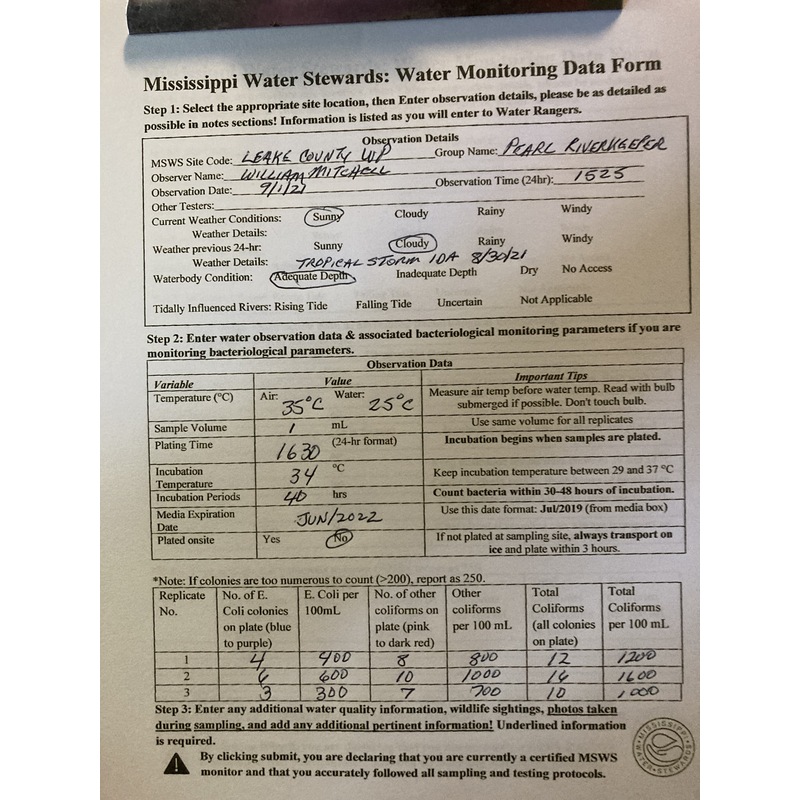 Mississippi Water Stewards: Water Monitoring Data Form
Step 1: Select the appropriate site location, then Enter observation details, please be as detailed as
possible in notes sections! Information is listed as you will enter to Water Rangers.
Observation Details
MSWS Site Code: LEAKE COUNTY WP Group Name: PEARL RIVERKEEPER
Observer Name: WILLIAM MITCHELL
Observation Date: 9/1/21 Observation Time (24hr): 1525
Other Testers:
Current Weather Conditions: Sunny Cloudy Rainy Windy
Weather Details:
Weather previous 24-hr: Sunny Cloudy Rainy Windy
Weather Details: TROPICAL STORM IDA 8/30/21
Waterbody Condition: Adequate Depth Inadequate Depth Dry No Access
Tidally Influenced Rivers: Rising Tide Falling Tide Uncertain Not Applicable
Step 2: Enter water observation data & associated bacteriological monitoring parameters if you are
monitoring bacteriological parameters.
Observation Data
Variable Value Important Tips
Temperature (°C) Air: 35°C Water: 25°C Measure air temp before water temp. Read with bulb
submerged if possible. Don't touch bulb.
Sample Volume 1 mL Use same volume for all replicates
Plating Time 1630 (24-hr format) Incubation begins when samples are plated.
Incubation
Temperature 34 °C Keep incubation temperature between 29 and 37 °C
Incubation Periods 40 hrs Count bacteria within 30-48 hours of incubation.
Media Expiration
Date JUN/2022 Use this date format: Jul/2019 (from media box)
Plated onsite Yes No If not plated at sampling site, always transport on
ice and plate within 3 hours.
*Note: If colonies are too numerous to count (>200), report as 250.
Replicate No. of E. E. Coli per No. of other Other Total Total
No. Coli colonies 100mL coliforms on coliforms Coliforms Coliforms
on plate (blue plate (pink per 100 mL (all colonies per 100 mL
to purple) to dark red) on plate)
1 4 400 8 800 12 1200
2 6 600 10 1000 16 1600
3 3 300 7 700 10 1000
Step 3: Enter any additional water quality information, wildlife sightings, photos taken
during sampling, and add any additional pertinent information! Underlined information
is required.
By clicking submit, you are declaring that you are currently a certified MSWS
monitor and that you accurately followed all sampling and testing protocols.
MISSISSIPPI
WATER STEWARDS